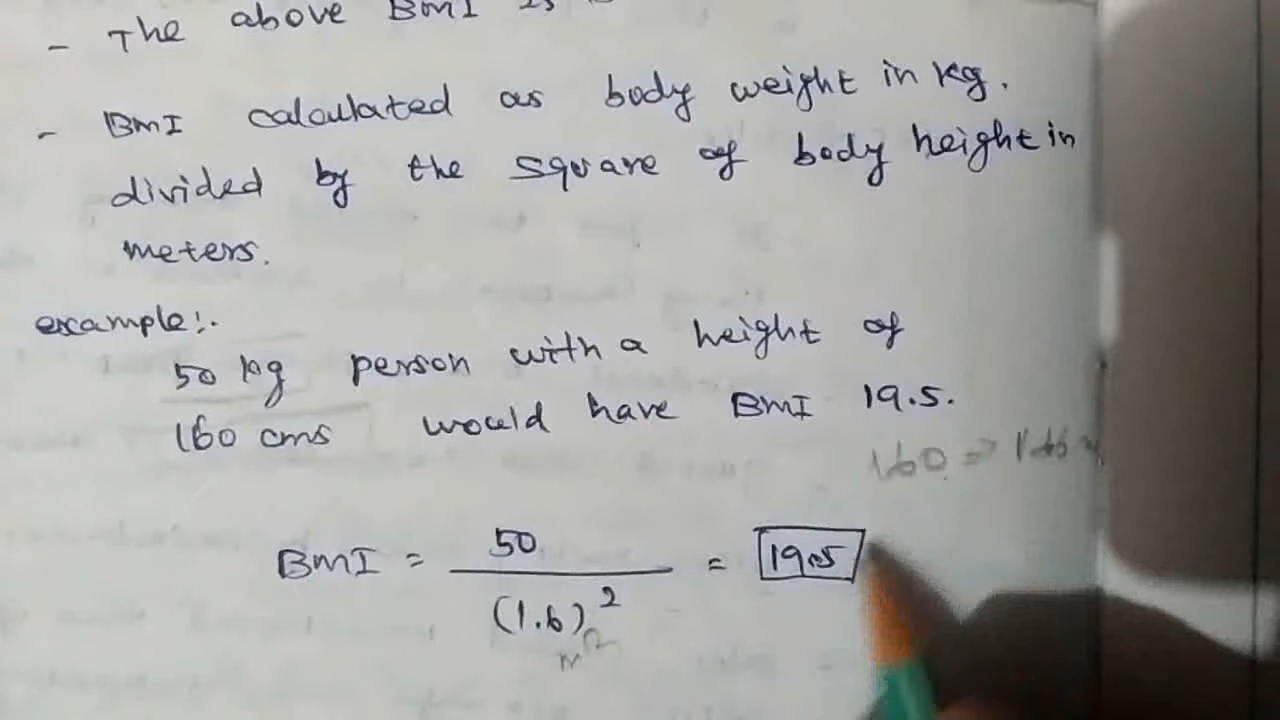 - The above BMI is
- BMI calculated as body weight in kg.
divided by the square of body height in
meters.
example:-
50 kg person with a height of
160 cms would have BMI 19.5.
160 =>
BMI = 50 / (1.6)² = 19.5
m²